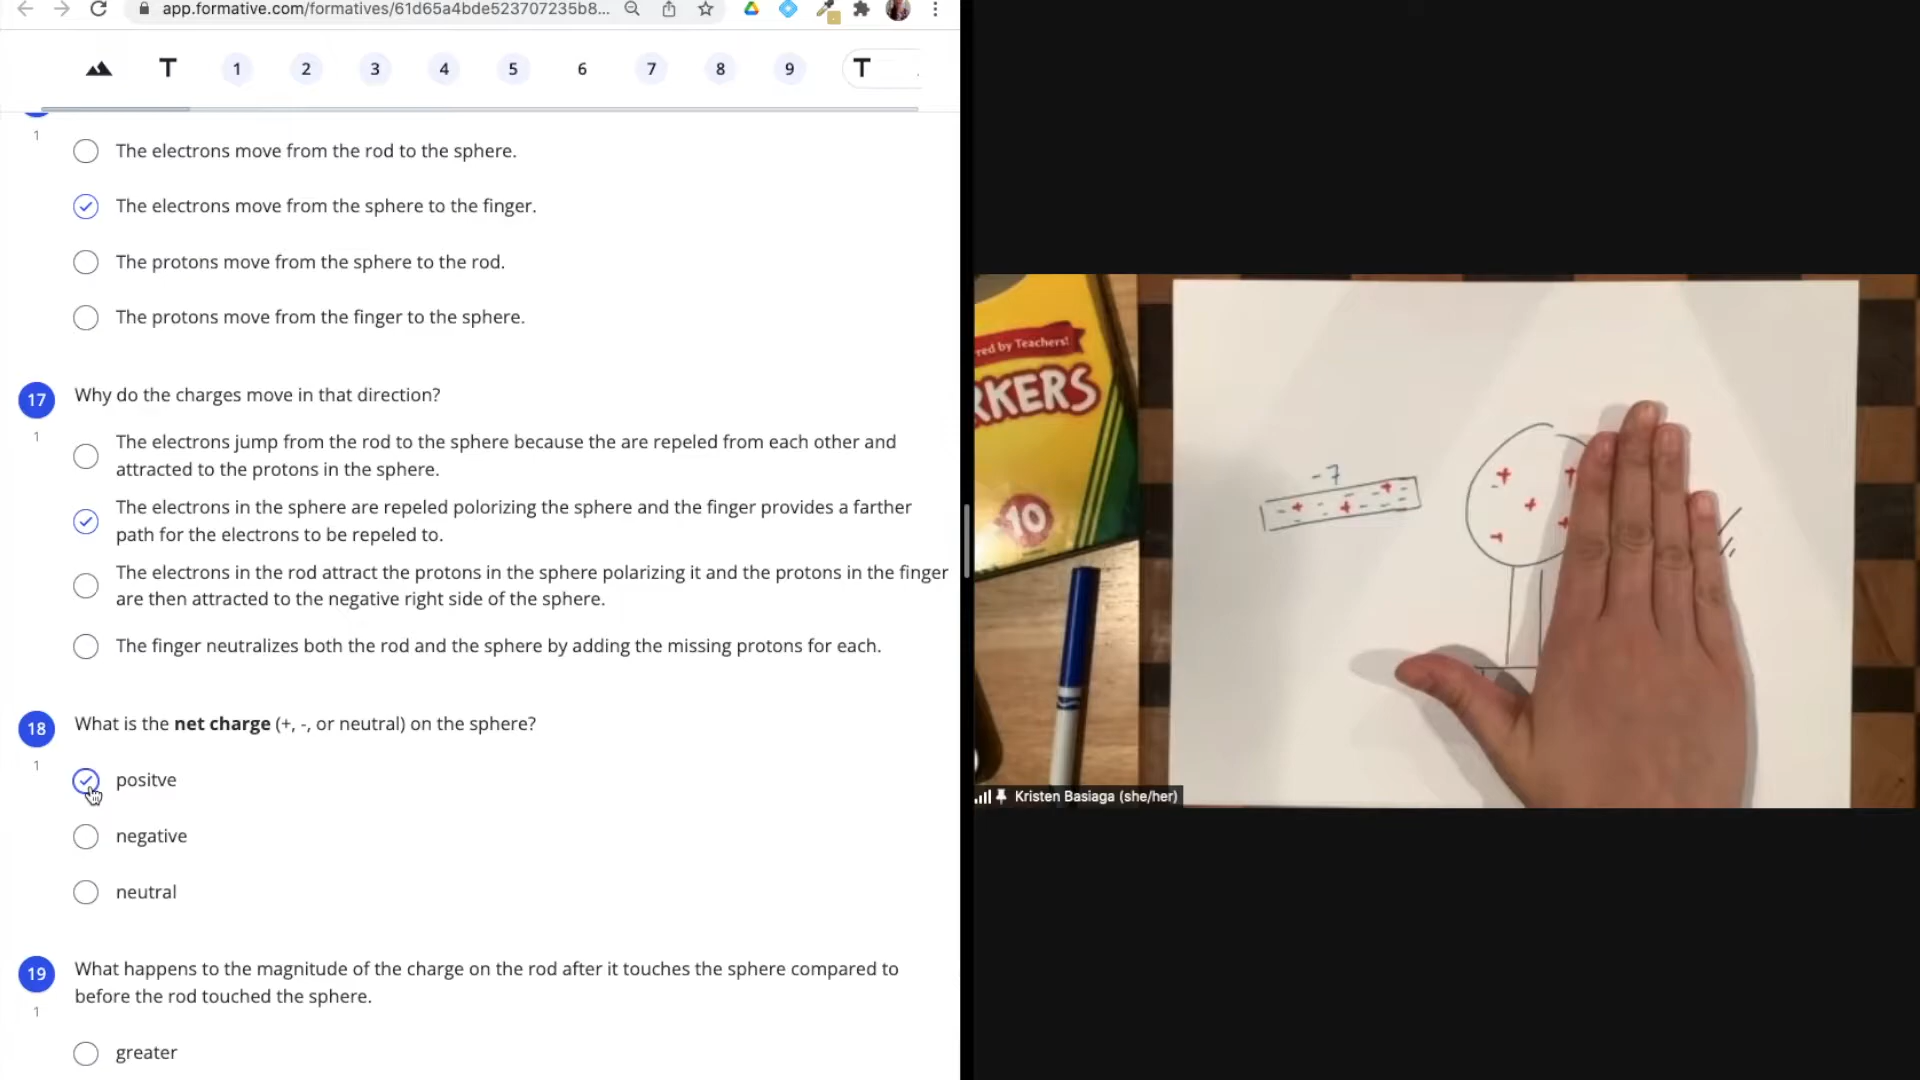 app.formative.com/formatives/61d65a4bde523707235b8...
T 1 2 3 4 5 6 7 8 9 T
1
The electrons move from the rod to the sphere.
The electrons move from the sphere to the finger.
The protons move from the sphere to the rod.
The protons move from the finger to the sphere.
17 Why do the charges move in that direction?
1
The electrons jump from the rod to the sphere because the are repeled from each other and
attracted to the protons in the sphere.
The electrons in the sphere are repeled polorizing the sphere and the finger provides a farther
path for the electrons to be repeled to.
The electrons in the rod attract the protons in the sphere polarizing it and the protons in the finger
are then attracted to the negative right side of the sphere.
The finger neutralizes both the rod and the sphere by adding the missing protons for each.
18 What is the net charge (+, -, or neutral) on the sphere?
1
positve
negative
neutral
19 What happens to the magnitude of the charge on the rod after it touches the sphere compared to
before the rod touched the sphere.
1
greater
red by Teachers!
RKERS
10
-7
Kristen Basiaga (she/her)